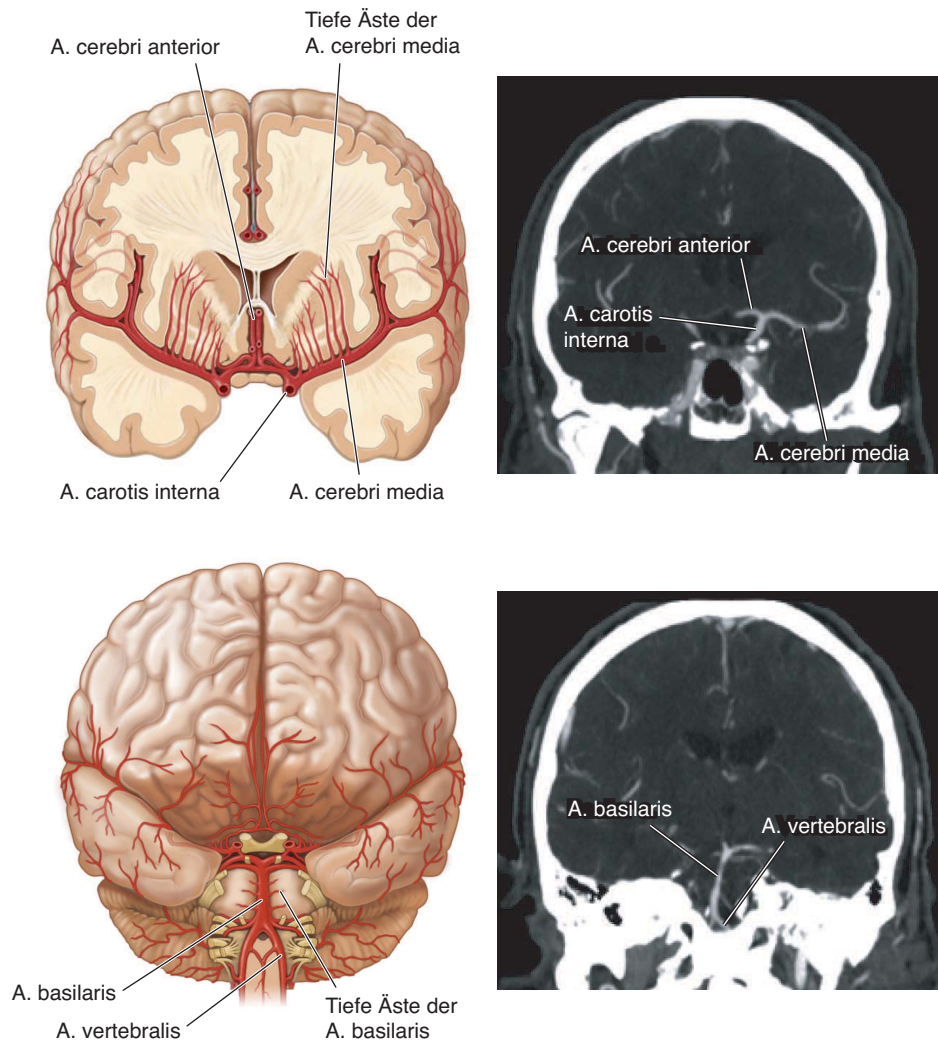 Tiefe Äste der
A. cerebri media
A. cerebri anterior
A. carotis interna
A. cerebri media
A. cerebri anterior
A. carotis
interna
A. cerebri media
A. basilaris
A. vertebralis
Tiefe Äste der
A. basilaris
A. basilaris
A. vertebralis